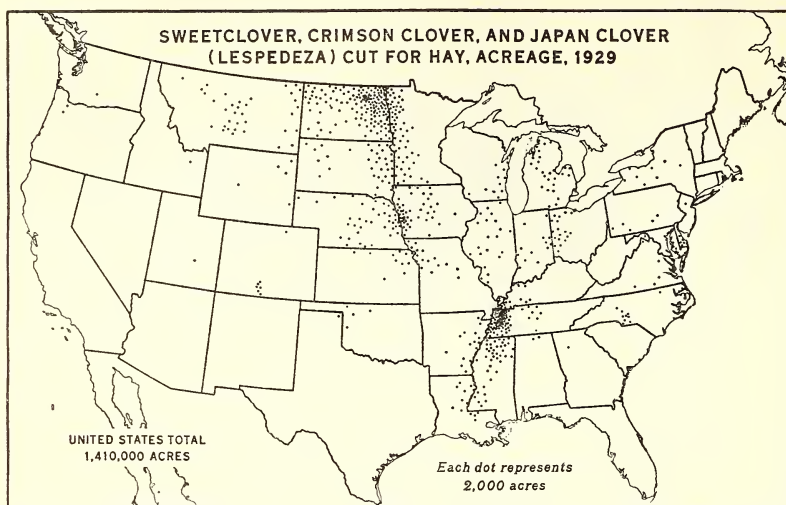 SWEETCLOVER, CRIMSON CLOVER, AND JAPAN CLOVER
(LESPEDEZA) CUT FOR HAY, ACREAGE, 1929
UNITED STATES TOTAL
1,410,000 ACRES
Each dot represents
2,000 acres